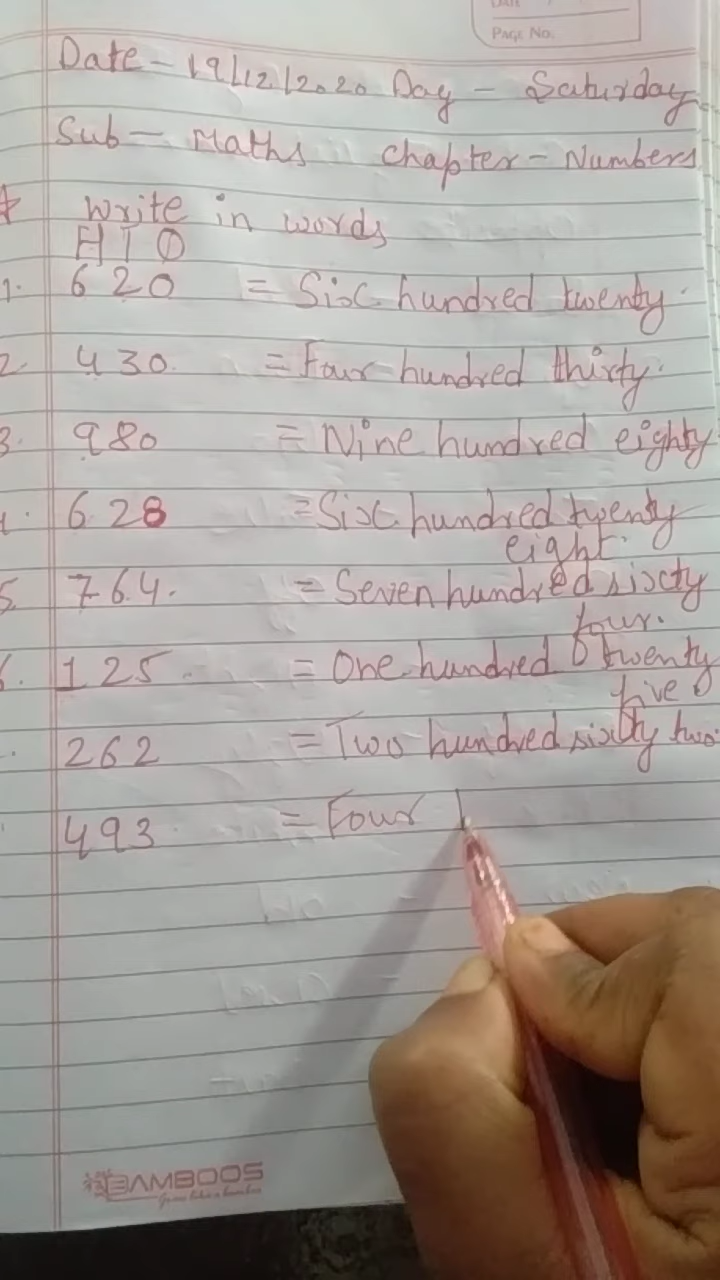 PAGE No.
Date - 19/12/2020 Day - Saturday
Sub - Maths chapter - Numbers
Write in words
H T O
1. 620 = Six hundred twenty.
2. 430. = Four hundred thirty.
3. 980 = Nine hundred eighty
628 = Six hundred twenty
eight.
5. 764. = Seven hundred sixty
four.
6. 125 = One hundred twenty
five
262 = Two hundred sixty two
493 = Four
BAMBOOS